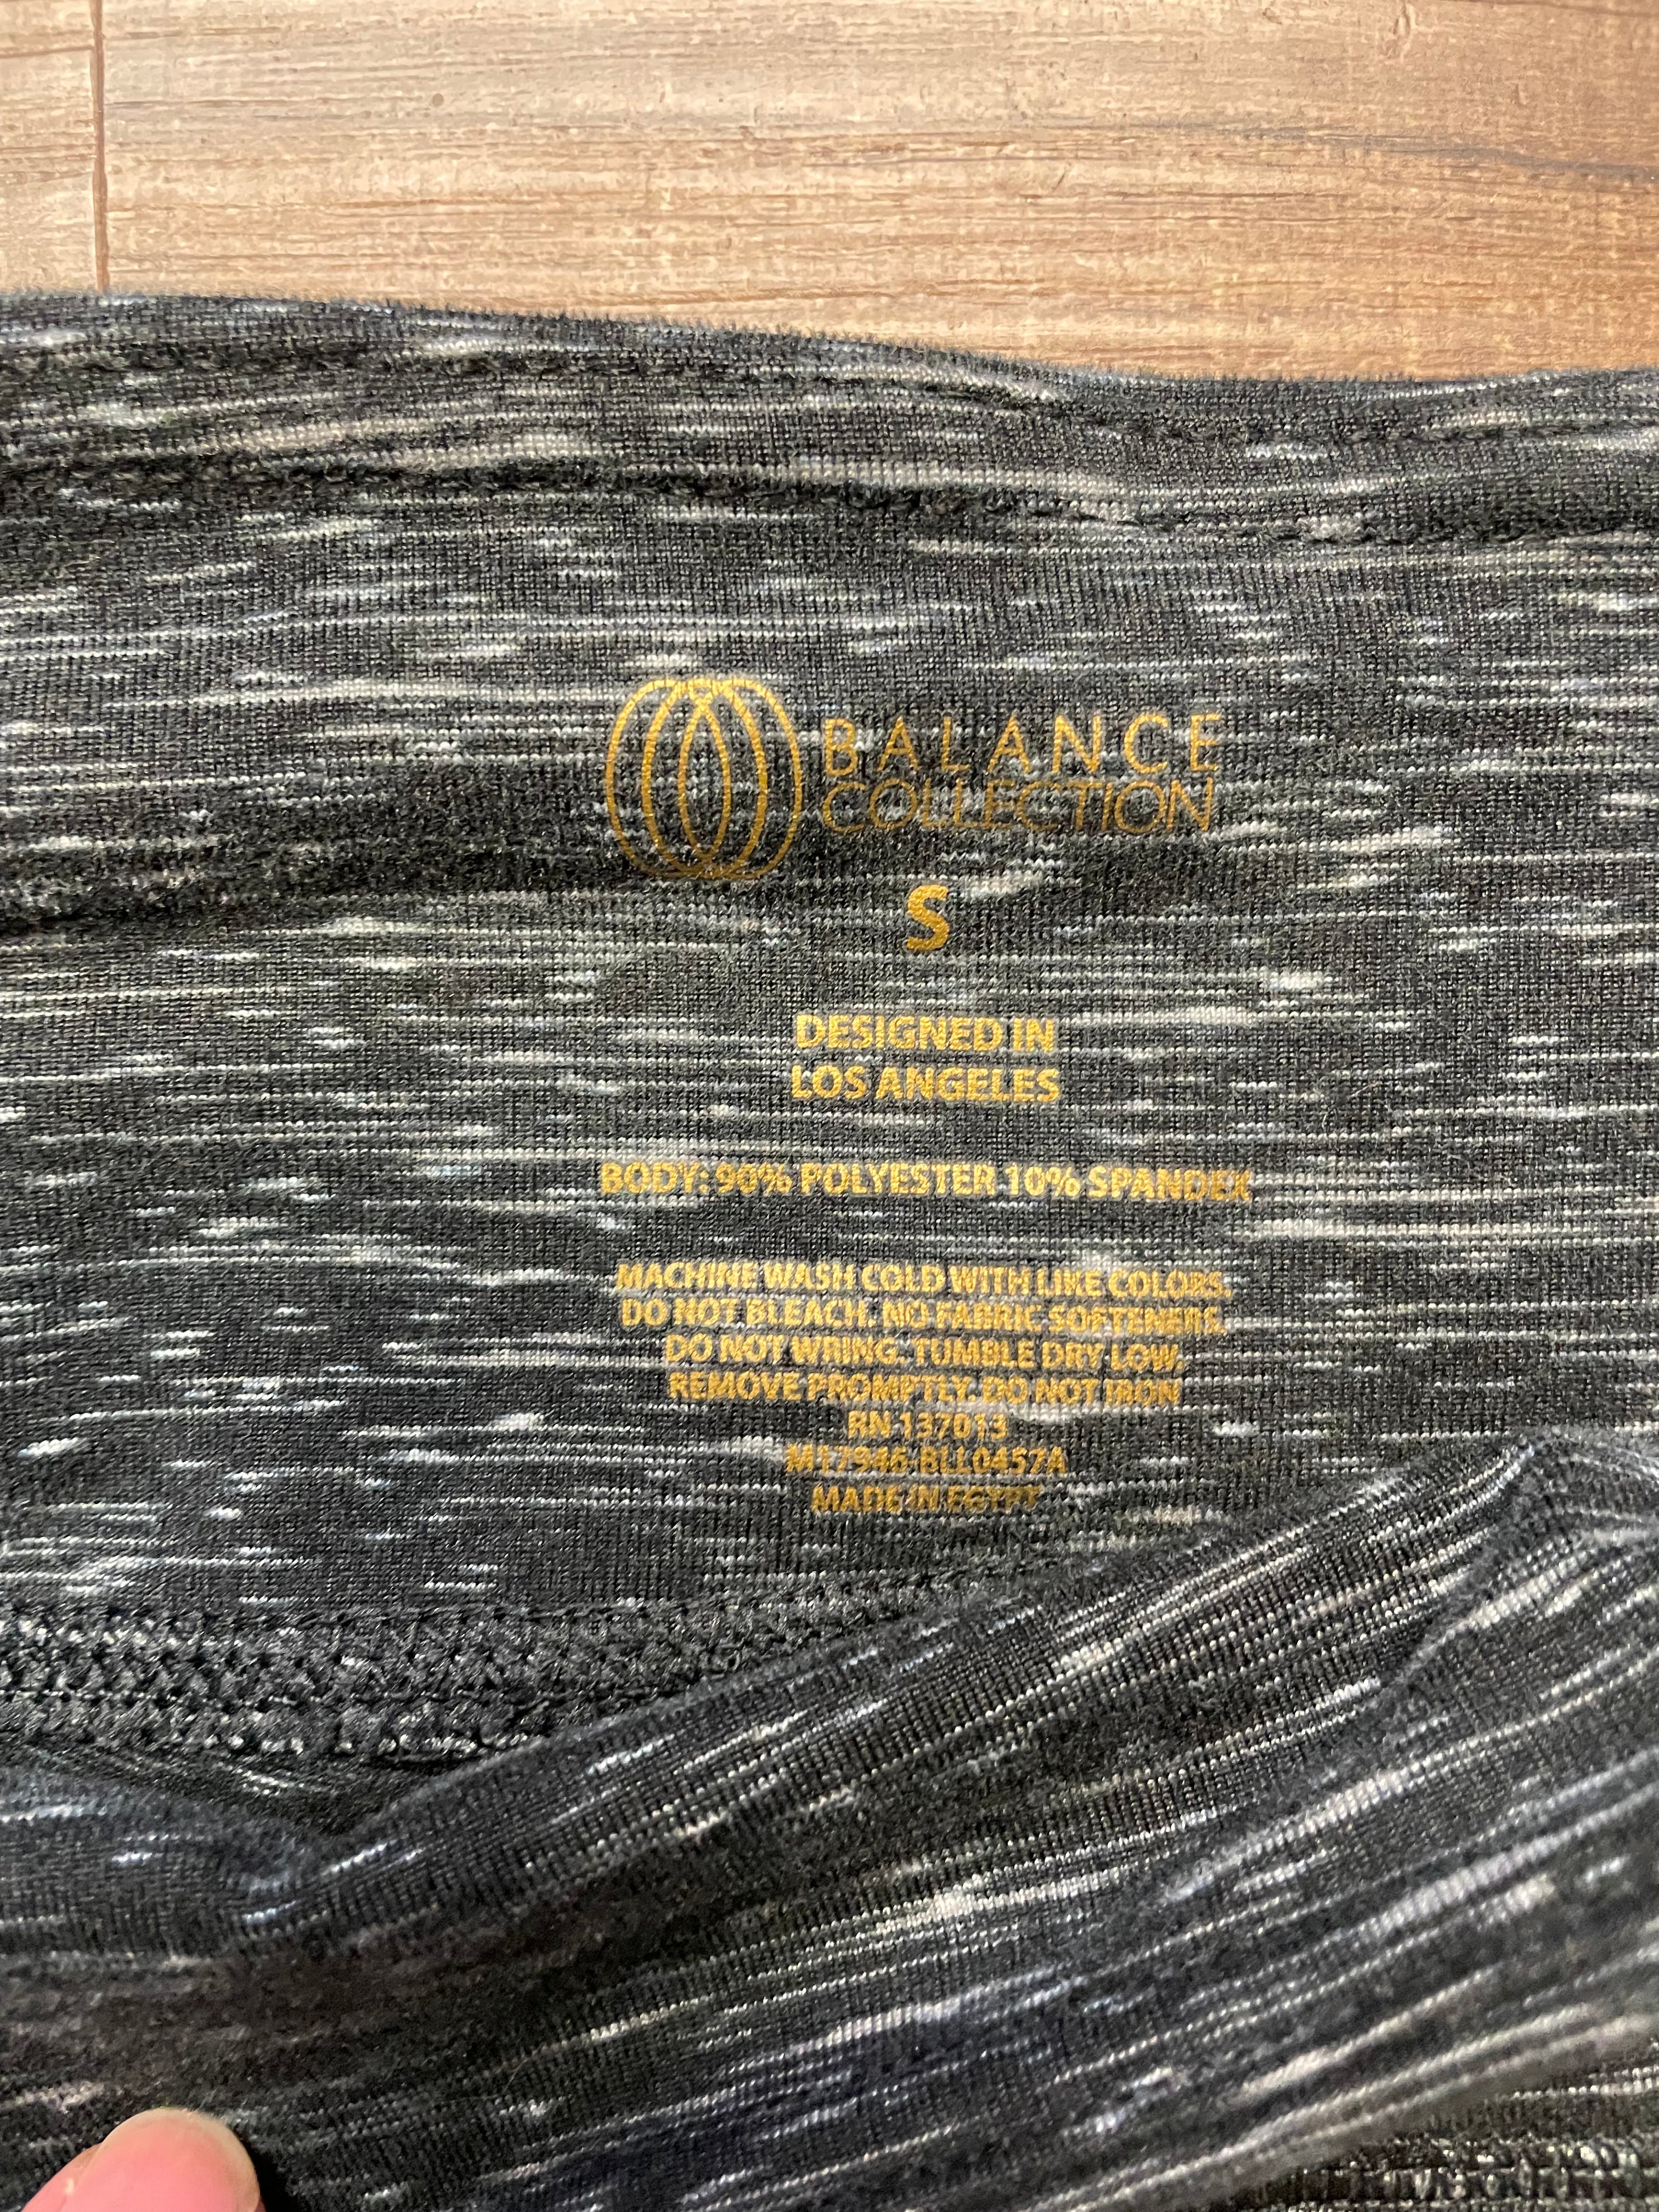 BALANCE
COLLECTION
S
DESIGNED IN
LOS ANGELES
BODY: 90% POLYESTER 10% SPANDEX
MACHINE WASH COLD WITH LIKE COLORS.
DO NOT BLEACH. NO FABRIC SOFTENERS.
DO NOT WRING. TUMBLE DRY LOW.
REMOVE PROMPTLY. DO NOT IRON
RN 137013
M17946-BLL0457A
MADE IN EGYPT